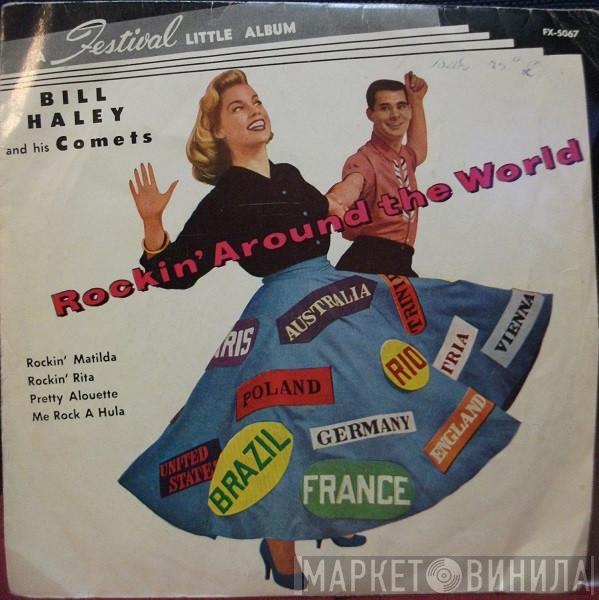 A Festival LITTLE ALBUM
FX-5067
BILL
HALEY
and his Comets
Rockin' Around the World
Rockin' Matilda
Rockin' Rita
Pretty Alouette
Me Rock A Hula
RIS
AUSTRALIA
TRINI
VIENNA
RIO
TRIA
POLAND
GERMANY
ENGLAND
UNITED
STATES
BRAZIL
FRANCE
МАРКЕТ ВИНИЛА